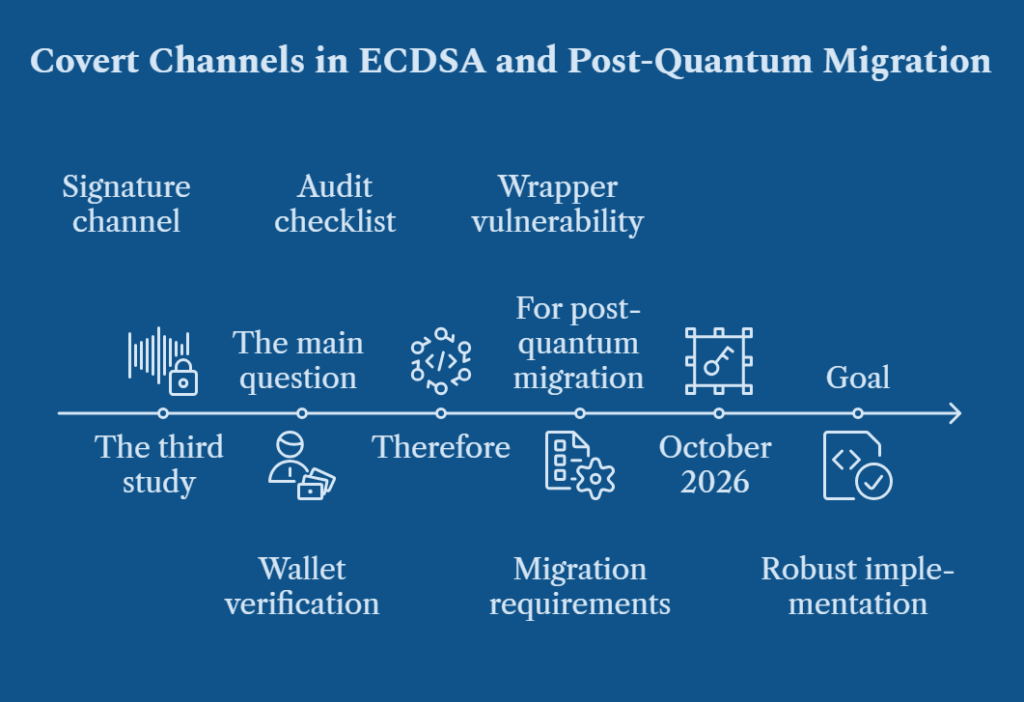 Covert Channels in ECDSA and Post-Quantum Migration
Signature
channel
Audit
checklist
Wrapper
vulnerability
The main
question
For post-
quantum
migration
Goal
The third
study
Therefore
October
2026
Wallet
verification
Migration
requirements
Robust imple-
mentation